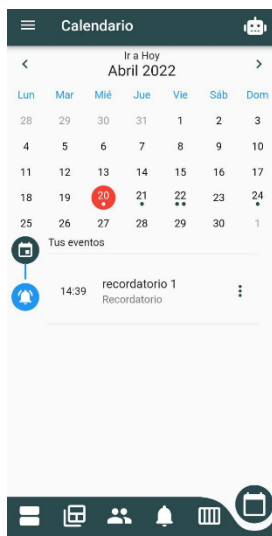 Calendario
Ir a Hoy
Abril 2022
Lun Mar Mié Jue Vie Sáb Dom
28 29 30 31 1 2 3
4 5 6 7 8 9 10
11 12 13 14 15 16 17
18 19 20 21 22 23 24
25 26 27 28 29 30 1
Tus eventos
14:39 recordatorio 1
Recordatorio